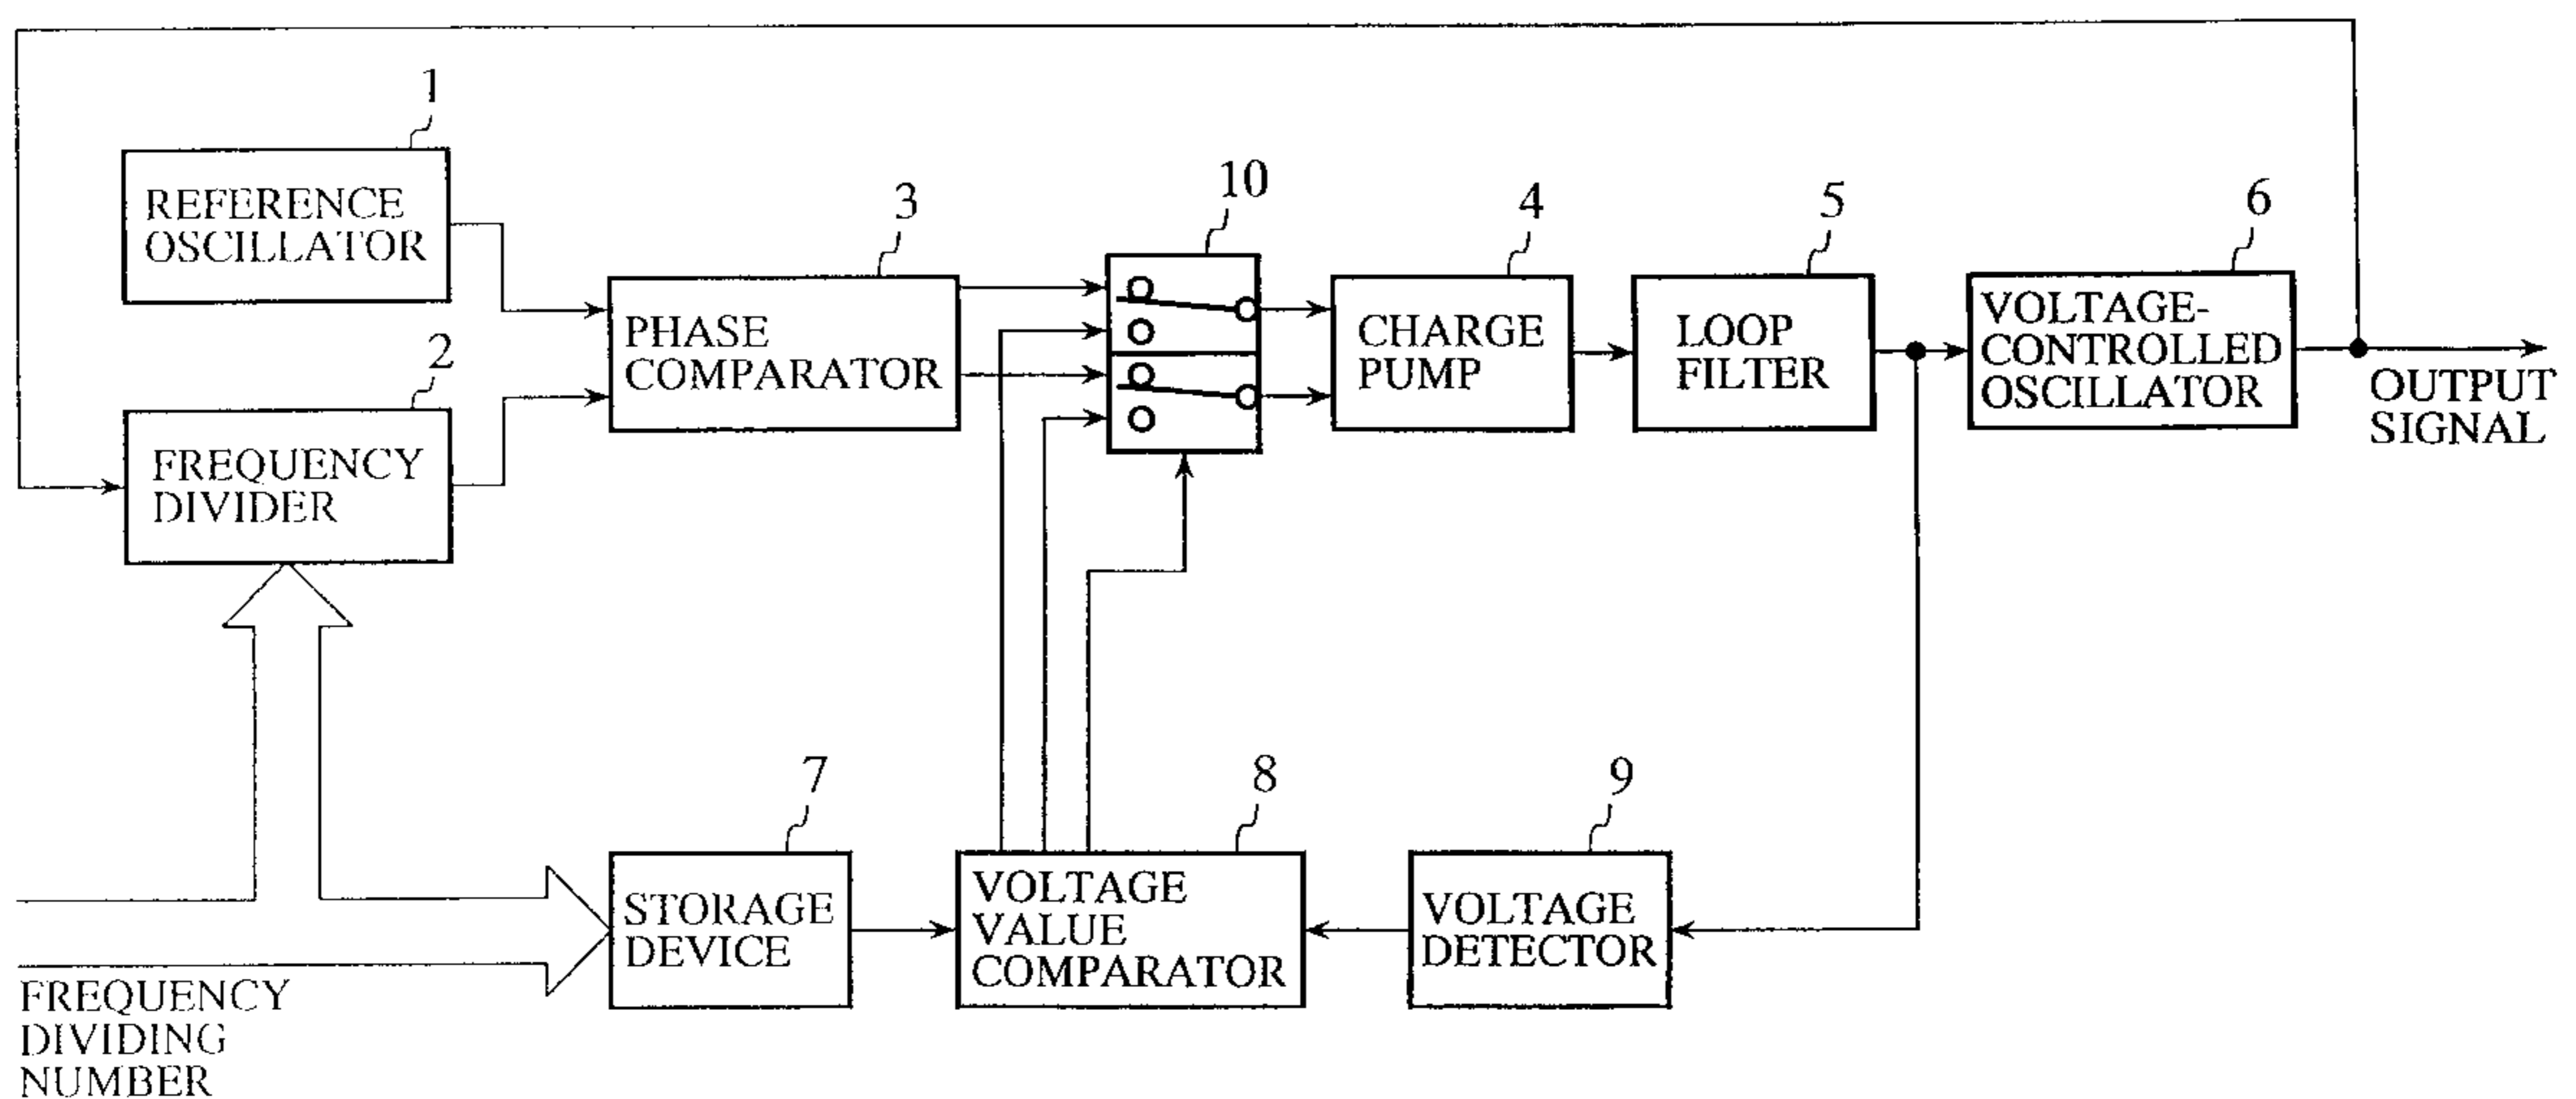 1
REFERENCE
OSCILLATOR
2
FREQUENCY
DIVIDER
3
PHASE
COMPARATOR
10
4
CHARGE
PUMP
5
LOOP
FILTER
6
VOLTAGE-
CONTROLLED
OSCILLATOR
OUTPUT
SIGNAL
7
STORAGE
DEVICE
8
VOLTAGE
VALUE
COMPARATOR
9
VOLTAGE
DETECTOR
FREQUENCY
DIVIDING
NUMBER